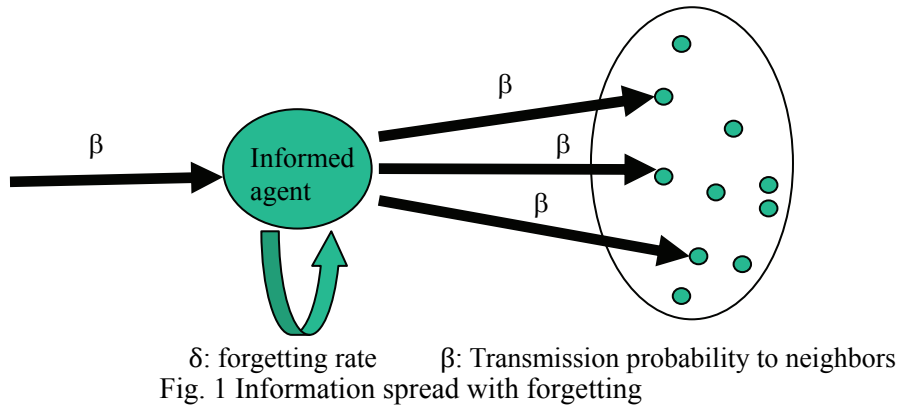 β
β
β
β
Informed
agent
δ: forgetting rate β: Transmission probability to neighbors
Fig. 1 Information spread with forgetting